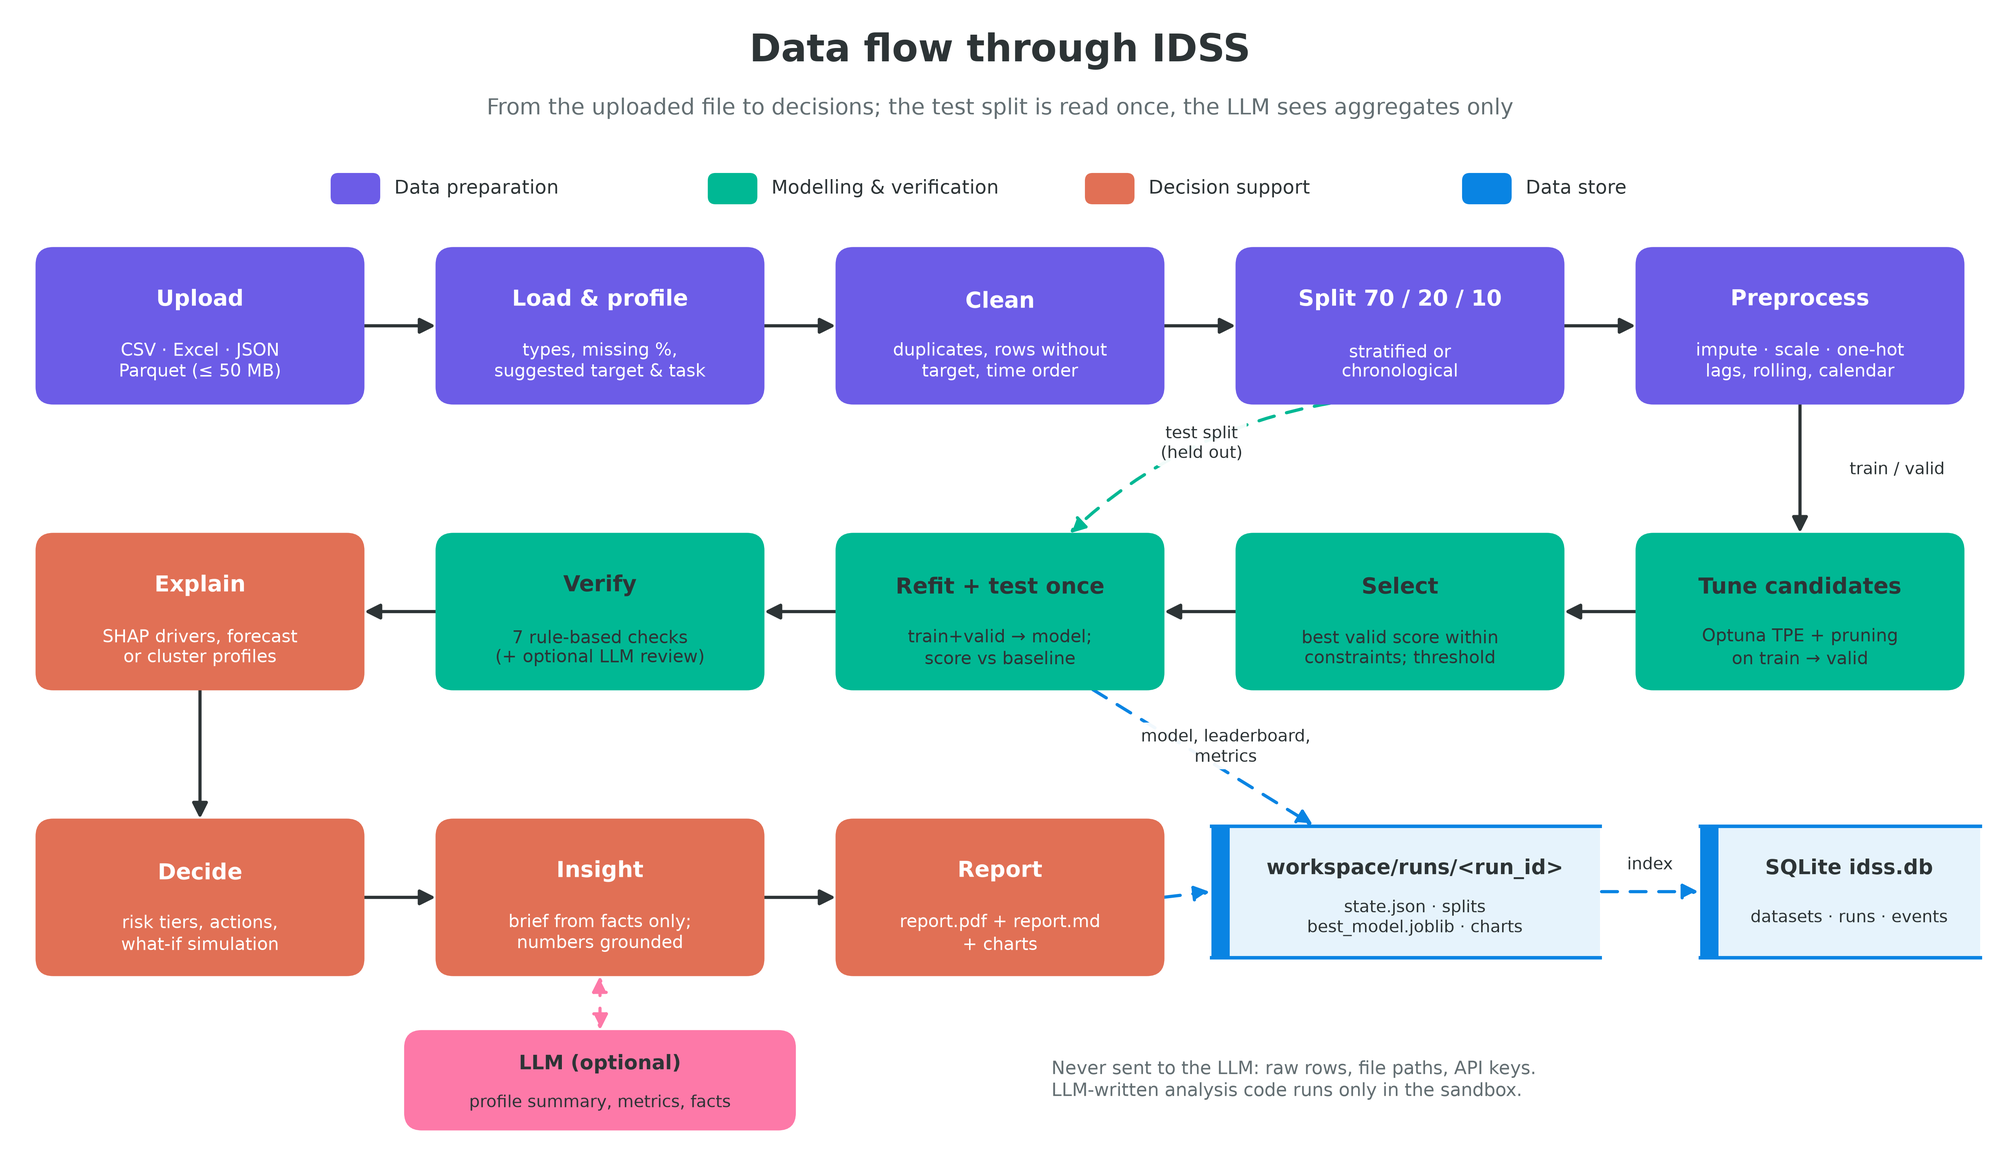 Data flow through IDSS
From the uploaded file to decisions; the test split is read once, the LLM sees aggregates only
Data preparation
Modelling & verification
Decision support
Data store
Upload
CSV · Excel · JSON
Parquet (≤ 50 MB)
Load & profile
types, missing %,
suggested target & task
Clean
duplicates, rows without
target, time order
Split 70 / 20 / 10
stratified or
chronological
Preprocess
impute · scale · one-hot
lags, rolling, calendar
test split
(held out)
train / valid
Explain
SHAP drivers, forecast
or cluster profiles
Verify
7 rule-based checks
(+ optional LLM review)
Refit + test once
train+valid → model;
score vs baseline
Select
best valid score within
constraints; threshold
Tune candidates
Optuna TPE + pruning
on train → valid
model, leaderboard,
metrics
Decide
risk tiers, actions,
what-if simulation
Insight
brief from facts only;
numbers grounded
Report
report.pdf + report.md
+ charts
workspace/runs/<run_id>
state.json · splits
best_model.joblib · charts
index
SQLite idss.db
datasets · runs · events
LLM (optional)
profile summary, metrics, facts
Never sent to the LLM: raw rows, file paths, API keys.
LLM-written analysis code runs only in the sandbox.